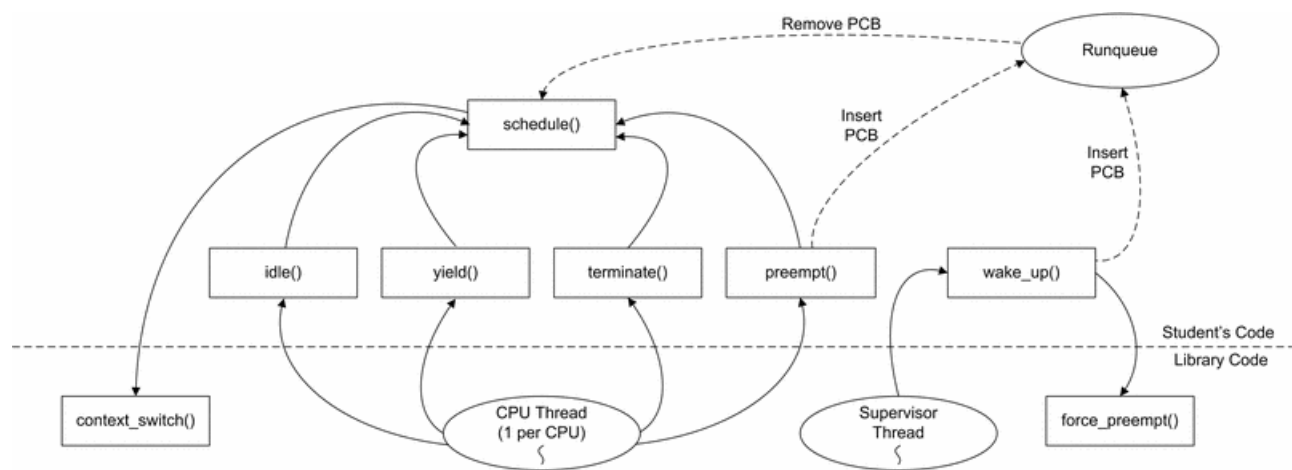 Remove PCB
Runqueue
schedule()
Insert
PCB
Insert
PCB
idle()
yield()
terminate()
preempt()
wake_up()
Student's Code
Library Code
context_switch()
CPU Thread
(1 per CPU)
Supervisor
Thread
force_preempt()